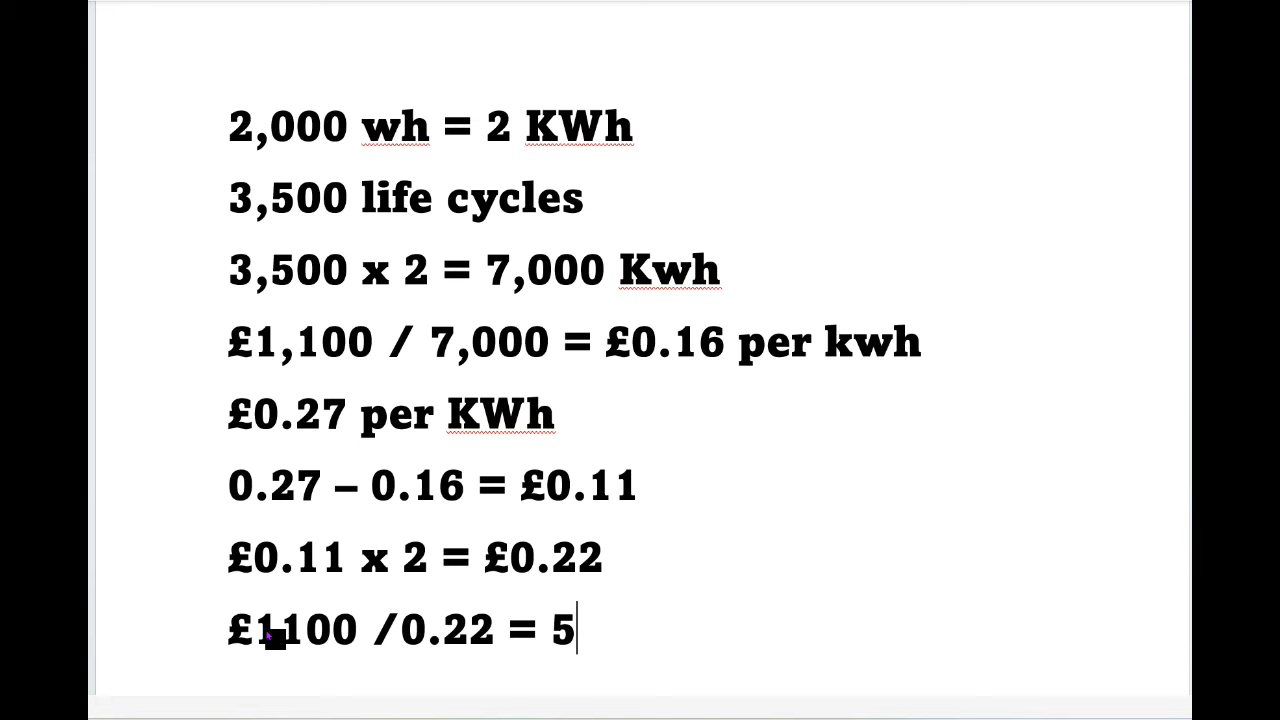 2,000 wh = 2 KWh
3,500 life cycles
3,500 x 2 = 7,000 Kwh
£1,100 / 7,000 = £0.16 per kwh
£0.27 per KWh
0.27 – 0.16 = £0.11
£0.11 x 2 = £0.22
£1100 /0.22 = 5